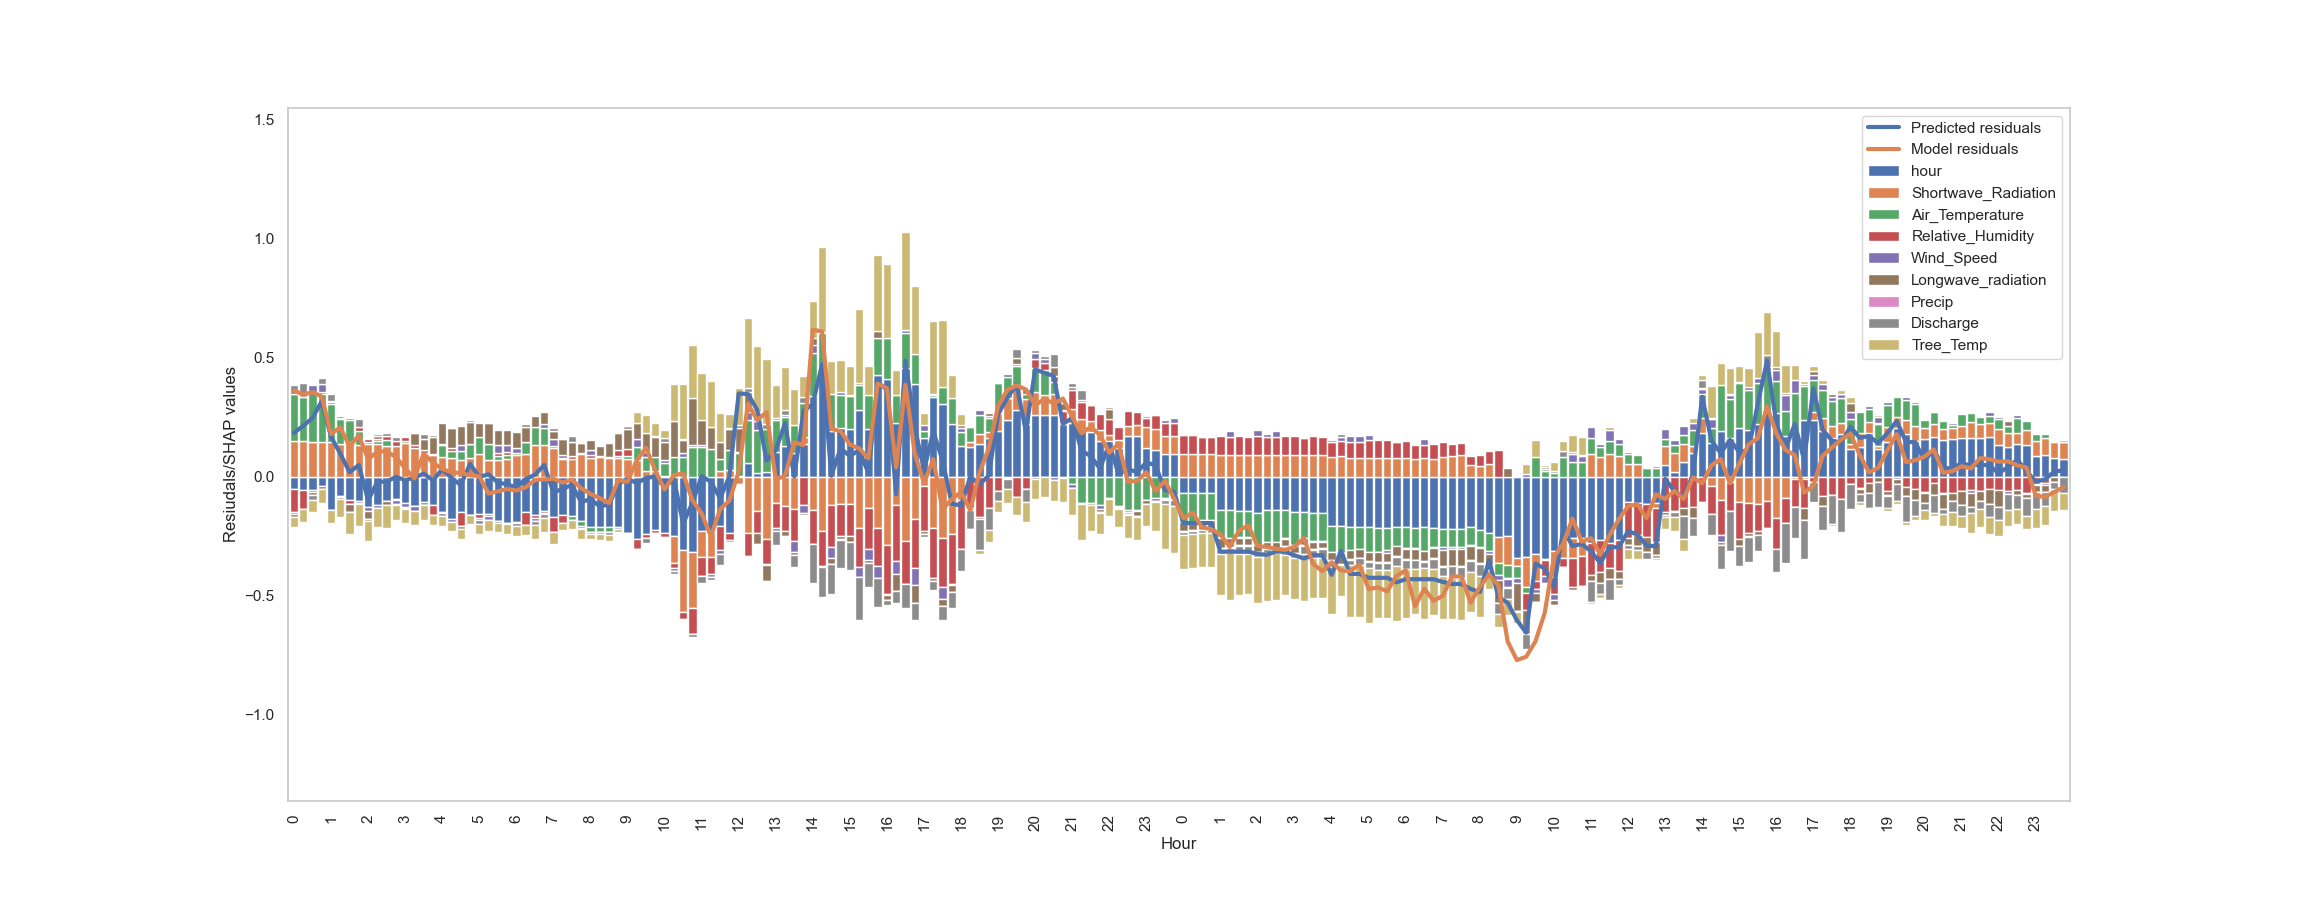 1.5
1.0
0.5
0.0
−0.5
−1.0
Resiudals/SHAP values
Predicted residuals
Model residuals
hour
Shortwave_Radiation
Air_Temperature
Relative_Humidity
Wind_Speed
Longwave_radiation
Precip
Discharge
Tree_Temp
0 1 2 3 4 5 6 7 8 9 10 11 12 13 14 15 16 17 18 19 20 21 22 23 0 1 2 3 4 5 6 7 8 9 10 11 12 13 14 15 16 17 18 19 20 21 22 23
Hour